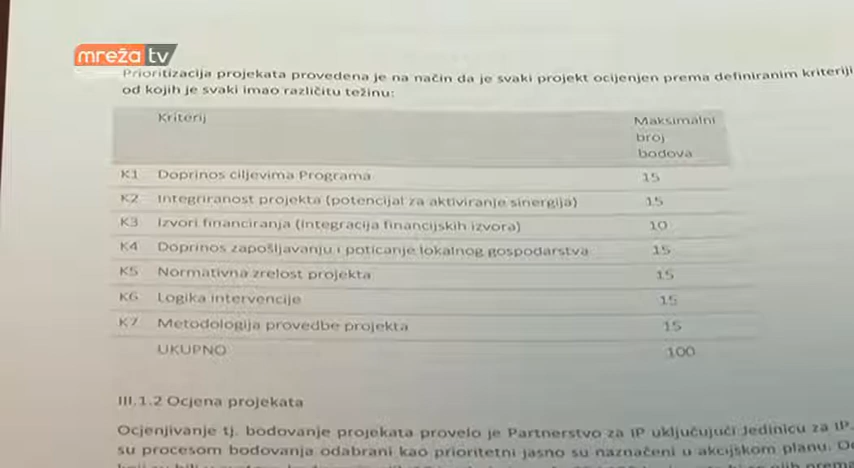 mreža tv
Prioritizacija projekata provedena je na način da je svaki projekt ocijenjen prema definiranim kriteriji
od kojih je svaki imao različitu težinu:
Kriterij Maksimalni
broj
bodova
K1 Doprinos ciljevima Programa 15
K2 Integriranost projekta (potencijal za aktiviranje sinergija) 15
K3 Izvori financiranja (integracija financijskih izvora) 10
K4 Doprinos zapošljavanju i poticanje lokalnog gospodarstva 15
K5 Normativna zrelost projekta 15
K6 Logika intervencije 15
K7 Metodologija provedbe projekta 15
UKUPNO 100
III.1.2 Ocjena projekata
Ocjenjivanje tj. bodovanje projekata provelo je Partnerstvo za IP uključujući Jedinicu za IP.
su procesom bodovanja odabrani kao prioritetni jasno su naznačeni u akcijskom planu.